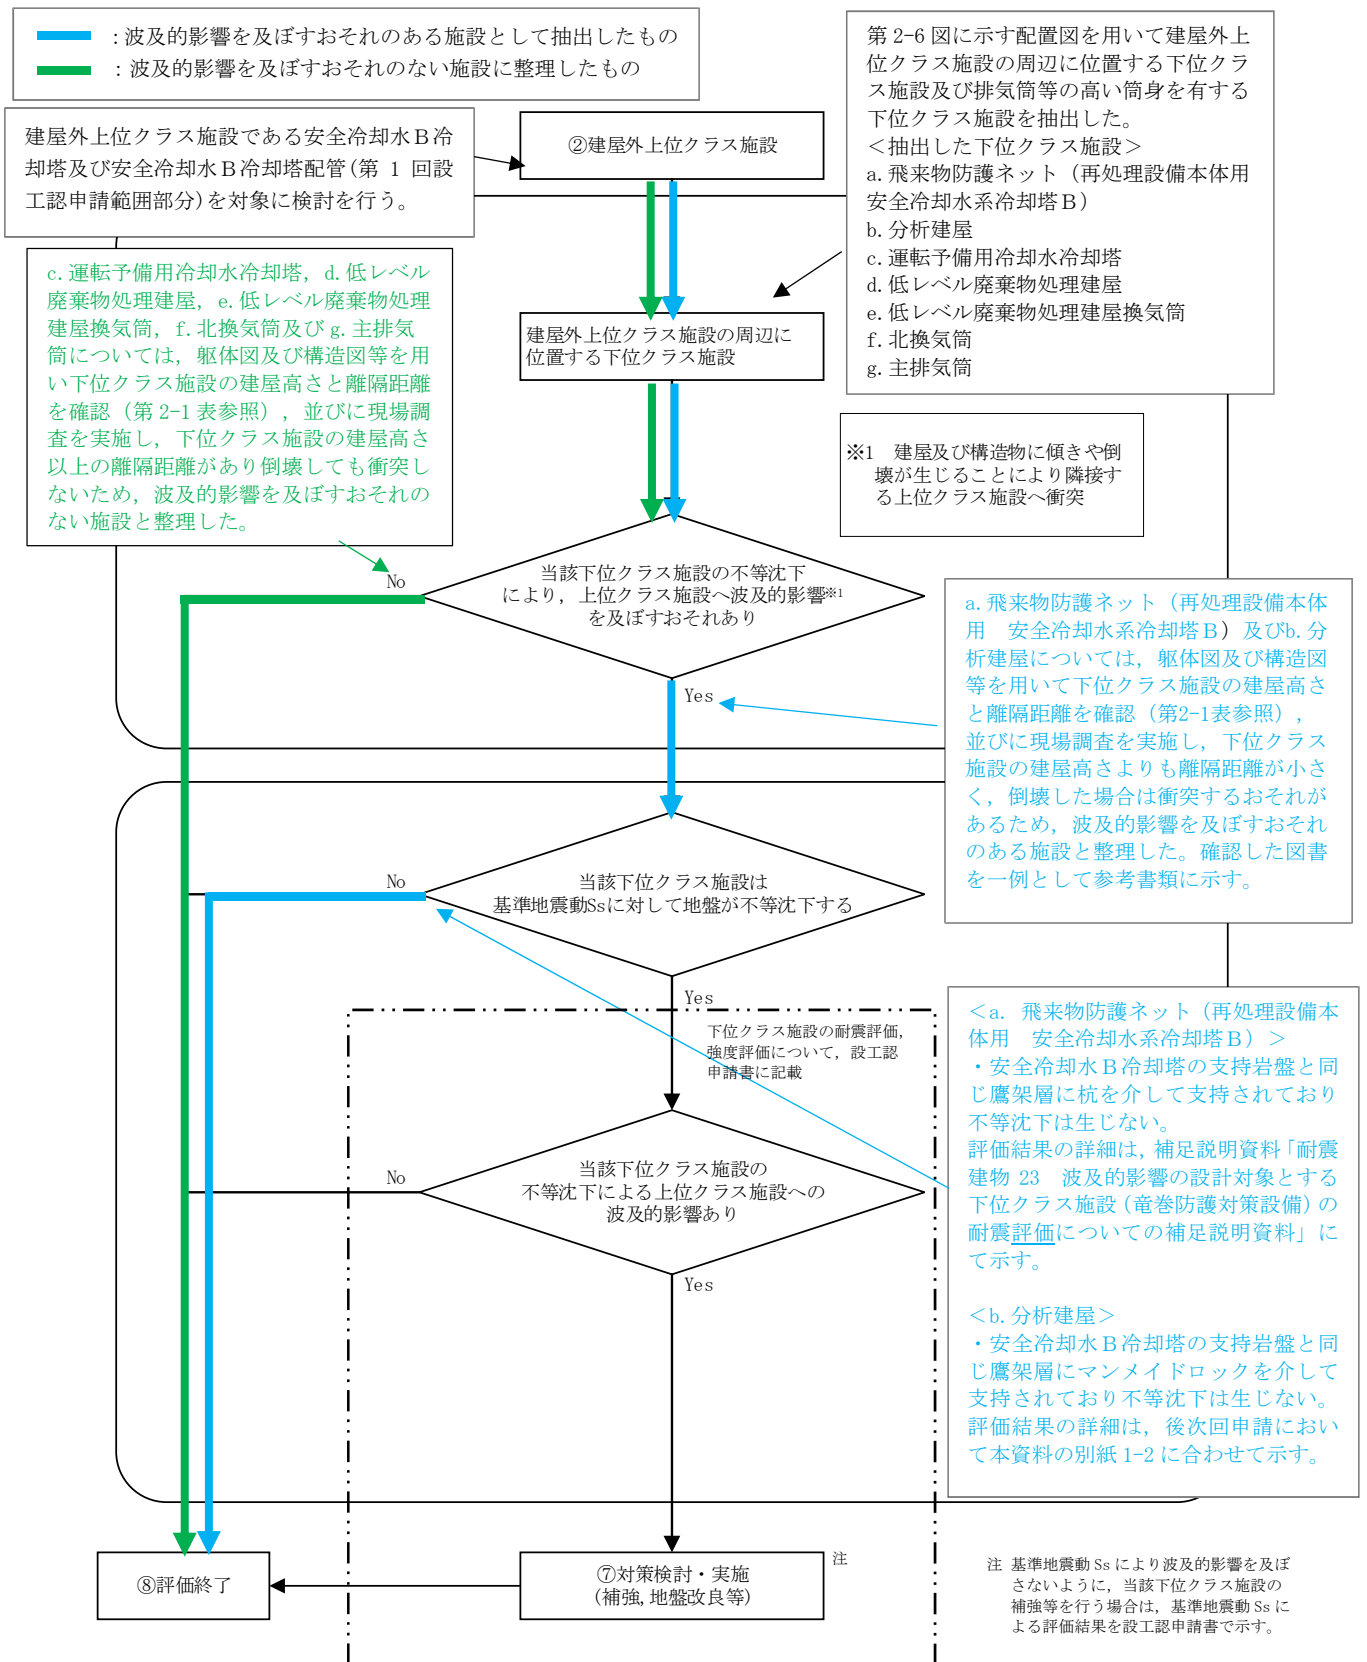 ：波及的影響を及ぼすおそれのある施設として抽出したもの
：波及的影響を及ぼすおそれのない施設に整理したもの
建屋外上位クラス施設である安全冷却水Ｂ冷
却塔及び安全冷却水Ｂ冷却塔配管(第 1 回設
工認申請範囲部分)を対象に検討を行う。
②建屋外上位クラス施設
第 2-6 図に示す配置図を用いて建屋外上
位クラス施設の周辺に位置する下位クラ
ス施設及び排気筒等の高い筒身を有する
下位クラス施設を抽出した。
＜抽出した下位クラス施設＞
a. 飛来物防護ネット（再処理設備本体用
安全冷却水系冷却塔Ｂ）
b. 分析建屋
c. 運転予備用冷却水冷却塔
d. 低レベル廃棄物処理建屋
e. 低レベル廃棄物処理建屋換気筒
f. 北換気筒
g. 主排気筒
c. 運転予備用冷却水冷却塔，d. 低レベル
廃棄物処理建屋，e. 低レベル廃棄物処理
建屋換気筒，f. 北換気筒及び g. 主排気
筒については，躯体図及び構造図等を用
い下位クラス施設の建屋高さと離隔距離
を確認（第 2-1 表参照），並びに現場調
査を実施し，下位クラス施設の建屋高さ
以上の離隔距離があり倒壊しても衝突し
ないため，波及的影響を及ぼすおそれの
ない施設と整理した。
建屋外上位クラス施設の周辺に
位置する下位クラス施設
※1　建屋及び構造物に傾きや倒
壊が生じることにより隣接す
る上位クラス施設へ衝突
当該下位クラス施設の不等沈下
により，上位クラス施設へ波及的影響※1
を及ぼすおそれあり
No
Yes
a. 飛来物防護ネット（再処理設備本体
用　安全冷却水系冷却塔Ｂ）及びb. 分
析建屋については，躯体図及び構造図
等を用いて下位クラス施設の建屋高さ
と離隔距離を確認（第2-1表参照），
並びに現場調査を実施し，下位クラス
施設の建屋高さよりも離隔距離が小さ
く，倒壊した場合は衝突するおそれが
あるため，波及的影響を及ぼすおそれ
のある施設と整理した。確認した図書
を一例として参考書類に示す。
当該下位クラス施設は
基準地震動Ssに対して地盤が不等沈下する
No
Yes
下位クラス施設の耐震評価，
強度評価について，設工認
申請書に記載
＜a. 飛来物防護ネット（再処理設備本
体用　安全冷却水系冷却塔Ｂ）＞
・安全冷却水Ｂ冷却塔の支持岩盤と同
じ鷹架層に杭を介して支持されており
不等沈下は生じない。
評価結果の詳細は，補足説明資料「耐震
建物 23　波及的影響の設計対象とする
下位クラス施設（竜巻防護対策設備）の
耐震評価についての補足説明資料」に
て示す。
＜b. 分析建屋＞
・安全冷却水Ｂ冷却塔の支持岩盤と同
じ鷹架層にマンメイドロックを介して
支持されており不等沈下は生じない。
評価結果の詳細は，後次回申請におい
て本資料の別紙 1-2 に合わせて示す。
当該下位クラス施設の
不等沈下による上位クラス施設への
波及的影響あり
No
Yes
⑧評価終了
⑦対策検討・実施
(補強,地盤改良等)
注
注 基準地震動 Ss により波及的影響を及ぼ
さないように，当該下位クラス施設の
補強等を行う場合は，基準地震動 Ss に
よる評価結果を設工認申請書で示す。